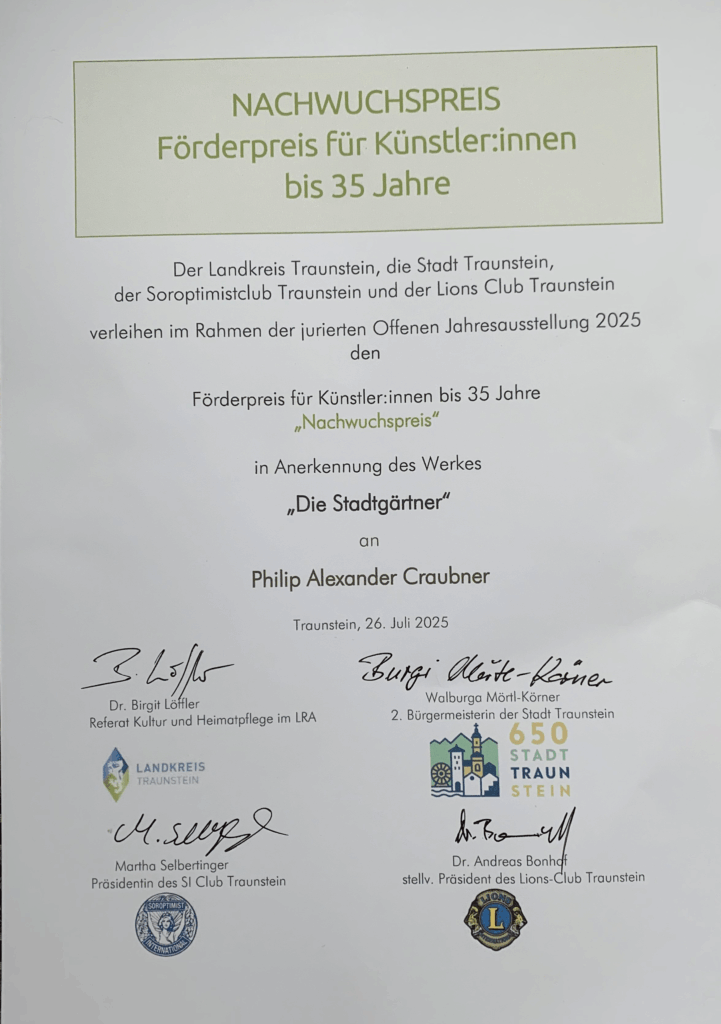 NACHWUCHSPREIS
Förderpreis für Künstler:innen
bis 35 Jahre
Der Landkreis Traunstein, die Stadt Traunstein,
der Soroptimistclub Traunstein und der Lions Club Traunstein
verleihen im Rahmen der jurierten Offenen Jahresausstellung 2025
den
Förderpreis für Künstler:innen bis 35 Jahre
„Nachwuchspreis“
in Anerkennung des Werkes
„Die Stadtgärtner“
an
Philip Alexander Craubner
Traunstein, 26. Juli 2025
B. Löffler
Dr. Birgit Löffler
Referat Kultur und Heimatpflege im LRA
LANDKREIS
TRAUNSTEIN
Burgi Mörtl-Körner
Walburga Mörtl-Körner
2. Bürgermeisterin der Stadt Traunstein
650
STADT
TRAUN
STEIN
M. Selbertinger
Martha Selbertinger
Präsidentin des SI Club Traunstein
SOROPTIMIST
INTERNATIONAL
Dr. Andreas Bonhof
stellv. Präsident des Lions-Club Traunstein
LIONS
L
INTERNATIONAL